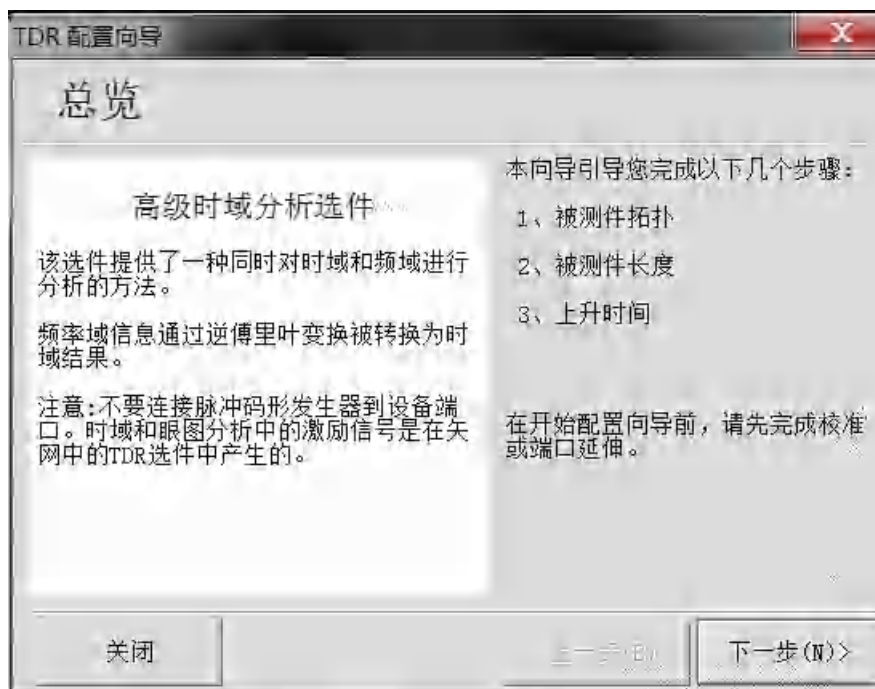 TDR 配置向导
总览
高级时域分析选件
该选件提供了一种同时对时域和频域进行
分析的方法。
频率域信息通过逆傅里叶变换被转换为时
域结果。
注意:不要连接脉冲码形发生器到设备端
口。时域和眼图分析中的激励信号是在矢
网中的TDR选件中产生的。
本向导引导您完成以下几个步骤：
1、被测件拓扑
2、被测件长度
3、上升时间
在开始配置向导前，请先完成校准
或端口延伸。
关闭
上一步(B)
下一步(N)>